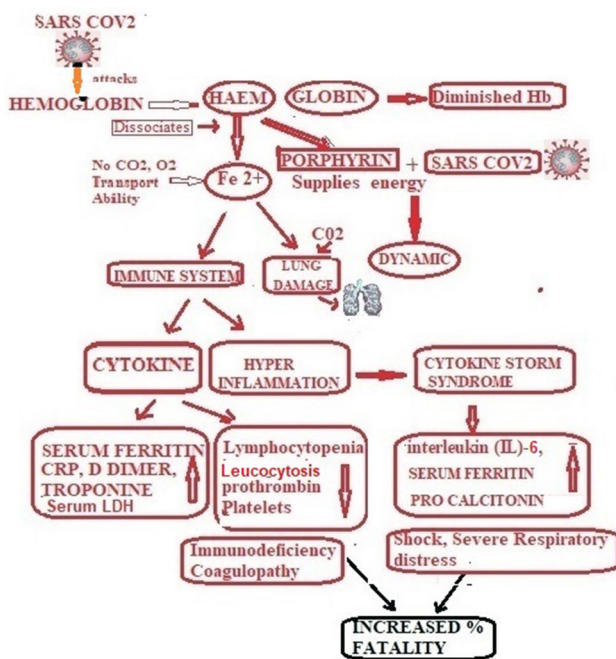 SARS COV2
attacks
HEMOGLOBIN
HAEM
GLOBIN
Diminished Hb
Dissociates
No CO2, O2
Transport
Ability
Fe 2+
PORPHYRIN
+
SARS COV2
Supplies energy
C02
DYNAMIC
IMMUNE SYSTEM
LUNG
DAMAGE
CYTOKINE
HYPER
INFLAMMATION
CYTOKINE STORM
SYNDROME
SERUM FERRITIN
CRP, D DIMER,
TROPONINE
Serum LDH
Lymphocytopenia
Leucocytosis
prothrombin
Platelets
interleukin (IL)-6,
SERUM FERRITIN
PRO CALCITONIN
Immunodeficiency
Coagulopathy
Shock, Severe Respiratory
distress
INCREASED %
FATALITY